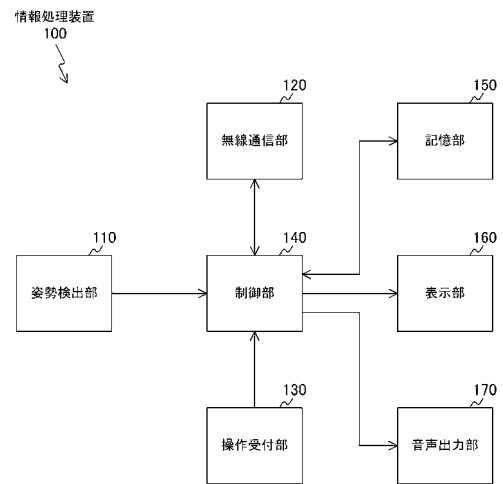 情報処理装置
100
120
無線通信部
150
記憶部
110
姿勢検出部
140
制御部
160
表示部
130
操作受付部
170
音声出力部